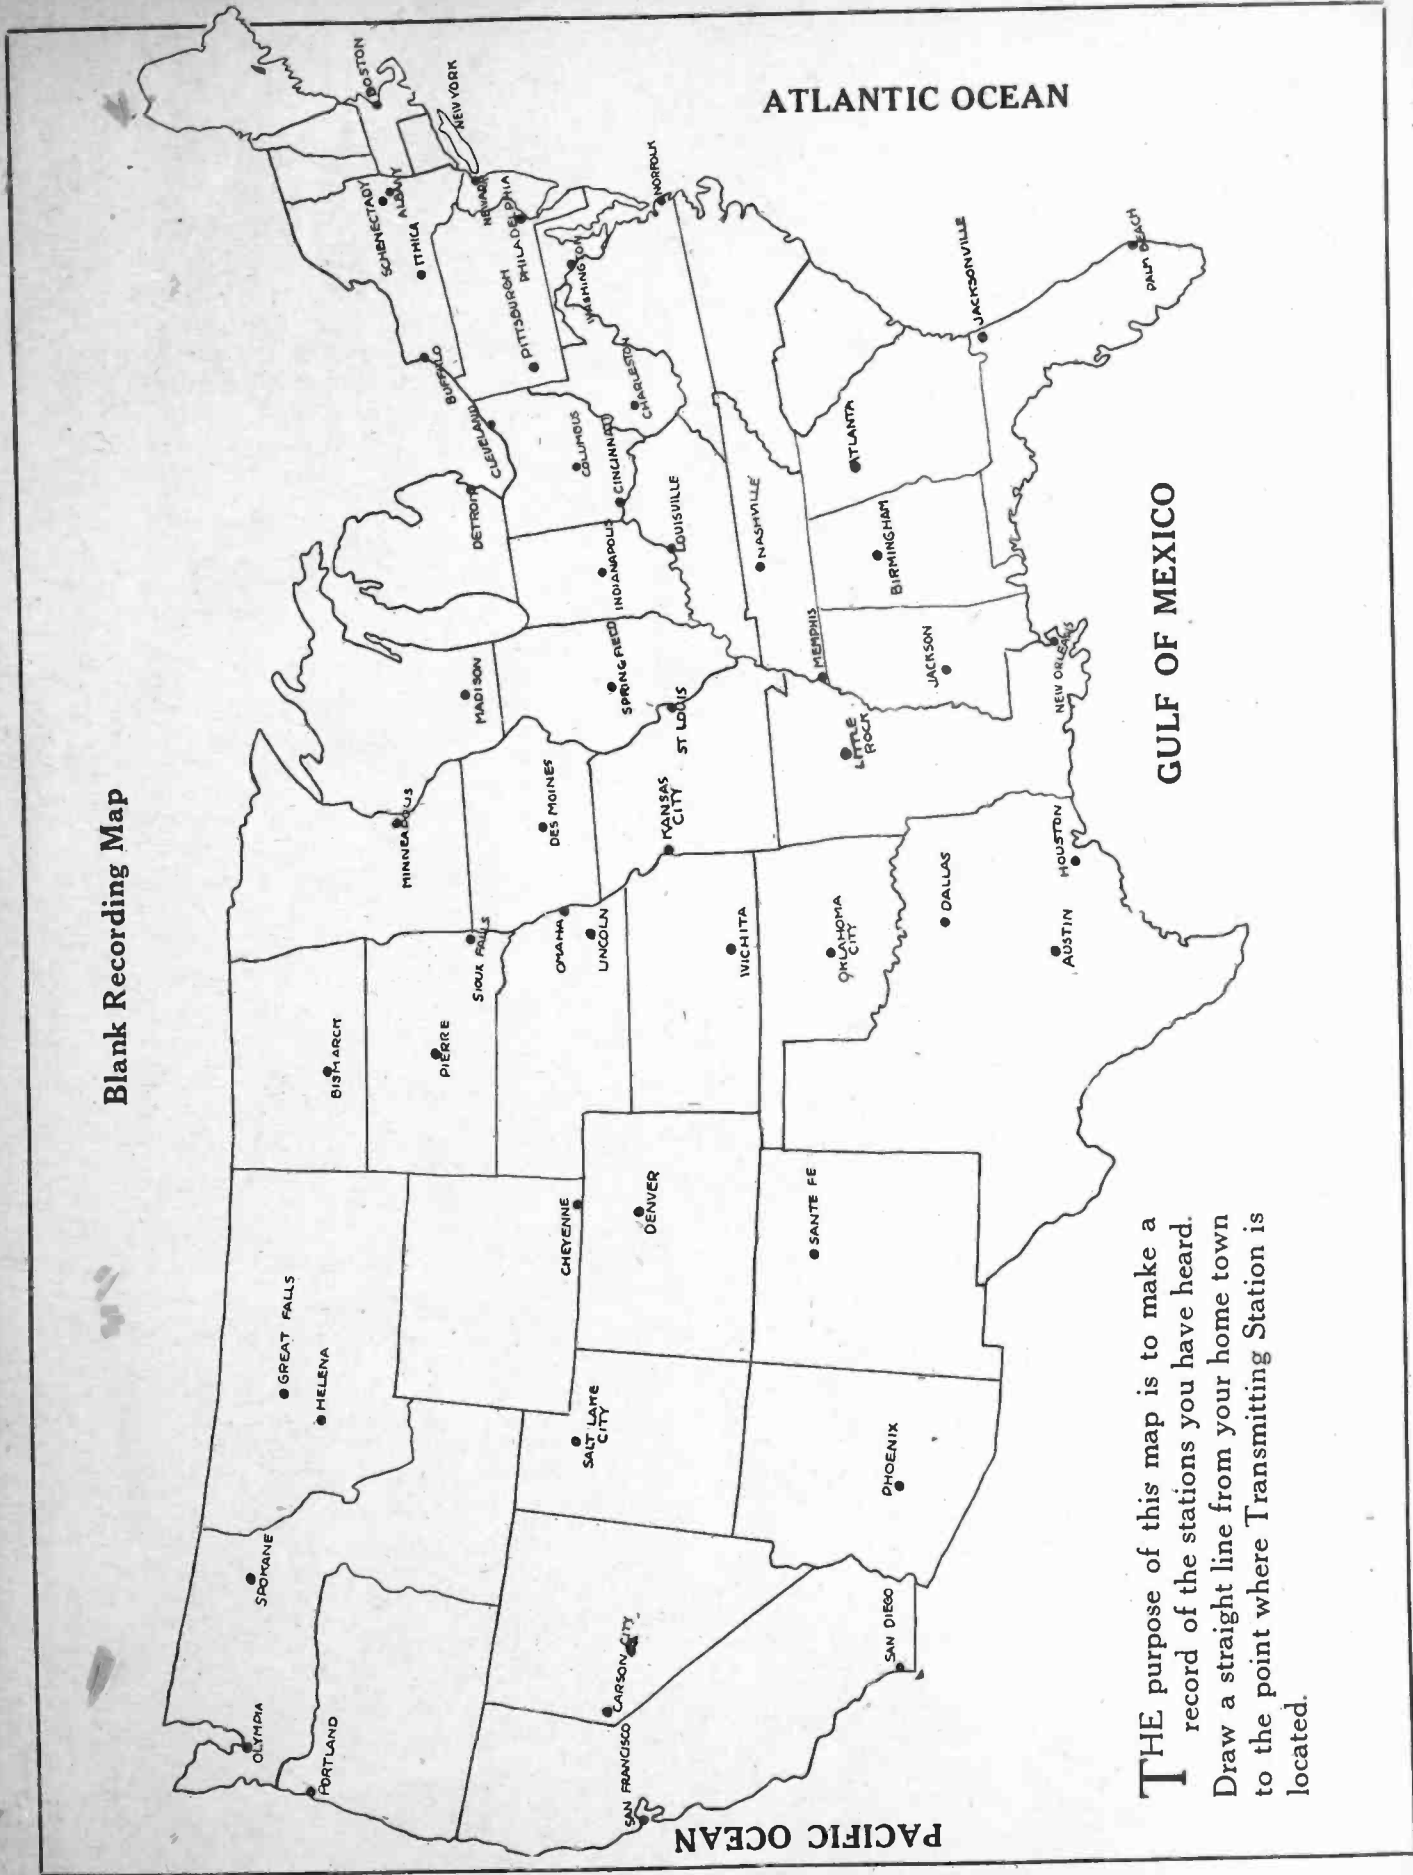 Blank Recording Map
PACIFIC OCEAN
ATLANTIC OCEAN
GULF OF MEXICO
OLYMPIA
PORTLAND
SPOKANE
GREAT FALLS
HELENA
BISMARCH
PIERRE
SIOUX FALLS
MINNEAPOLIS
MADISON
DETROIT
CLEVELAND
BUFFALO
SCHENECTADY
ALBANY
ITHICA
BOSTON
NEW YORK
NEWARK
PHILADELPHIA
PITTSBURGH
WASHINGTON
NORFOLK
CHARLESTON
COLUMBUS
CINCINNATI
INDIANAPOLIS
LOUISVILLE
SPRINGFIELD
ST LOUIS
DES MOINES
OMAHA
LINCOLN
KANSAS
CITY
WICHITA
CHEYENNE
DENVER
SALT LAKE
CITY
CARSON CITY
SAN FRANCISCO
SAN DIEGO
PHOENIX
SANTE FE
OKLAHOMA
CITY
DALLAS
AUSTIN
HOUSTON
LITTLE
ROCK
MEMPHIS
NASHVILLE
JACKSON
NEW ORLEANS
BIRMINGHAM
ATLANTA
JACKSONVILLE
PALM BEACH
THE purpose of this map is to make a
record of the stations you have heard.
Draw a straight line from your home town
to the point where Transmitting Station is
located.